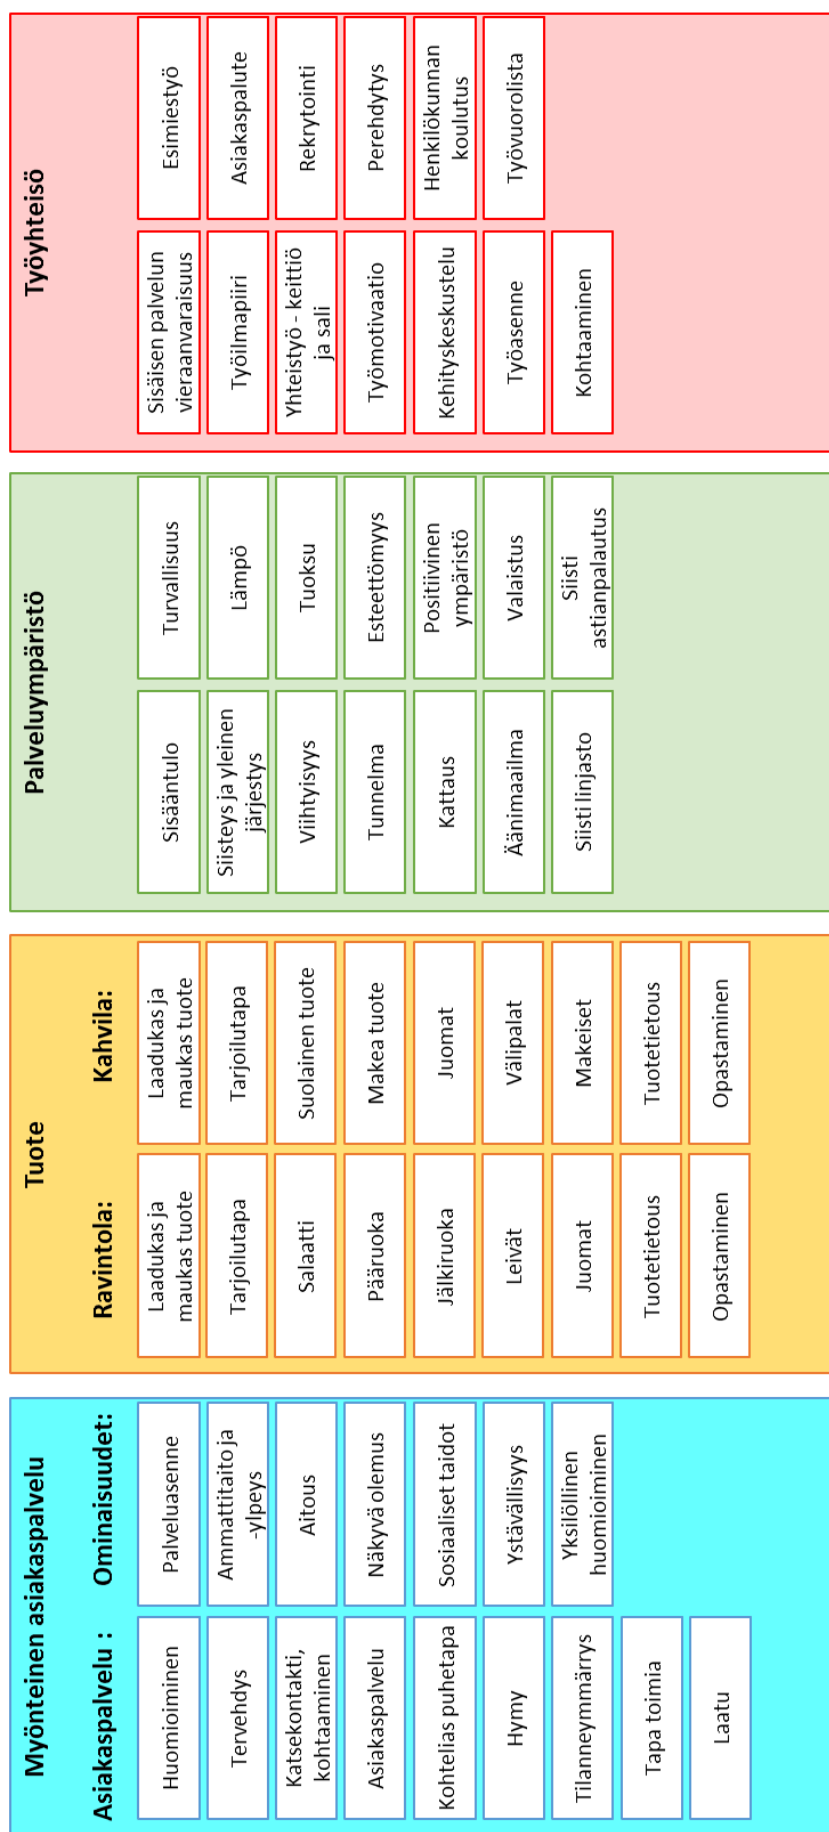 Myönteinen asiakaspalvelu
Asiakaspalvelu :
Huomioiminen
Tervehdys
Katsekontakti,
kohtaaminen
Asiakaspalvelu
Kohtelias puhetapa
Hymy
Tilanneymmärrys
Tapa toimia
Laatu
Ominaisuudet:
Palveluasenne
Ammattitaito ja
-ylpeys
Aitous
Näkyvä olemus
Sosiaaliset taidot
Ystävällisyys
Yksilöllinen
huomioiminen
Tuote
Ravintola:
Laadukas ja
maukas tuote
Tarjoilutapa
Salaatti
Pääruoka
Jälkiruoka
Leivät
Juomat
Tuotetietous
Opastaminen
Kahvila:
Laadukas ja
maukas tuote
Tarjoilutapa
Suolainen tuote
Makea tuote
Juomat
Välipalat
Makeiset
Tuotetietous
Opastaminen
Palveluympäristö
Sisääntulo
Siisteys ja yleinen
järjestys
Viihtyisyys
Tunnelma
Kattaus
Äänimaailma
Siisti linjasto
Turvallisuus
Lämpö
Tuoksu
Esteettömyys
Positiivinen
ympäristö
Valaistus
Siisti
astianpalautus
Työyhteisö
Sisäisen palvelun
vieraanvaraisuus
Työilmapiiri
Yhteistyö - keittiö
ja sali
Työmotivaatio
Kehityskeskustelu
Työasenne
Kohtaaminen
Esimiestyö
Asiakaspalute
Rekrytointi
Perehdytys
Henkilökunnan
koulutus
Työvuorolista